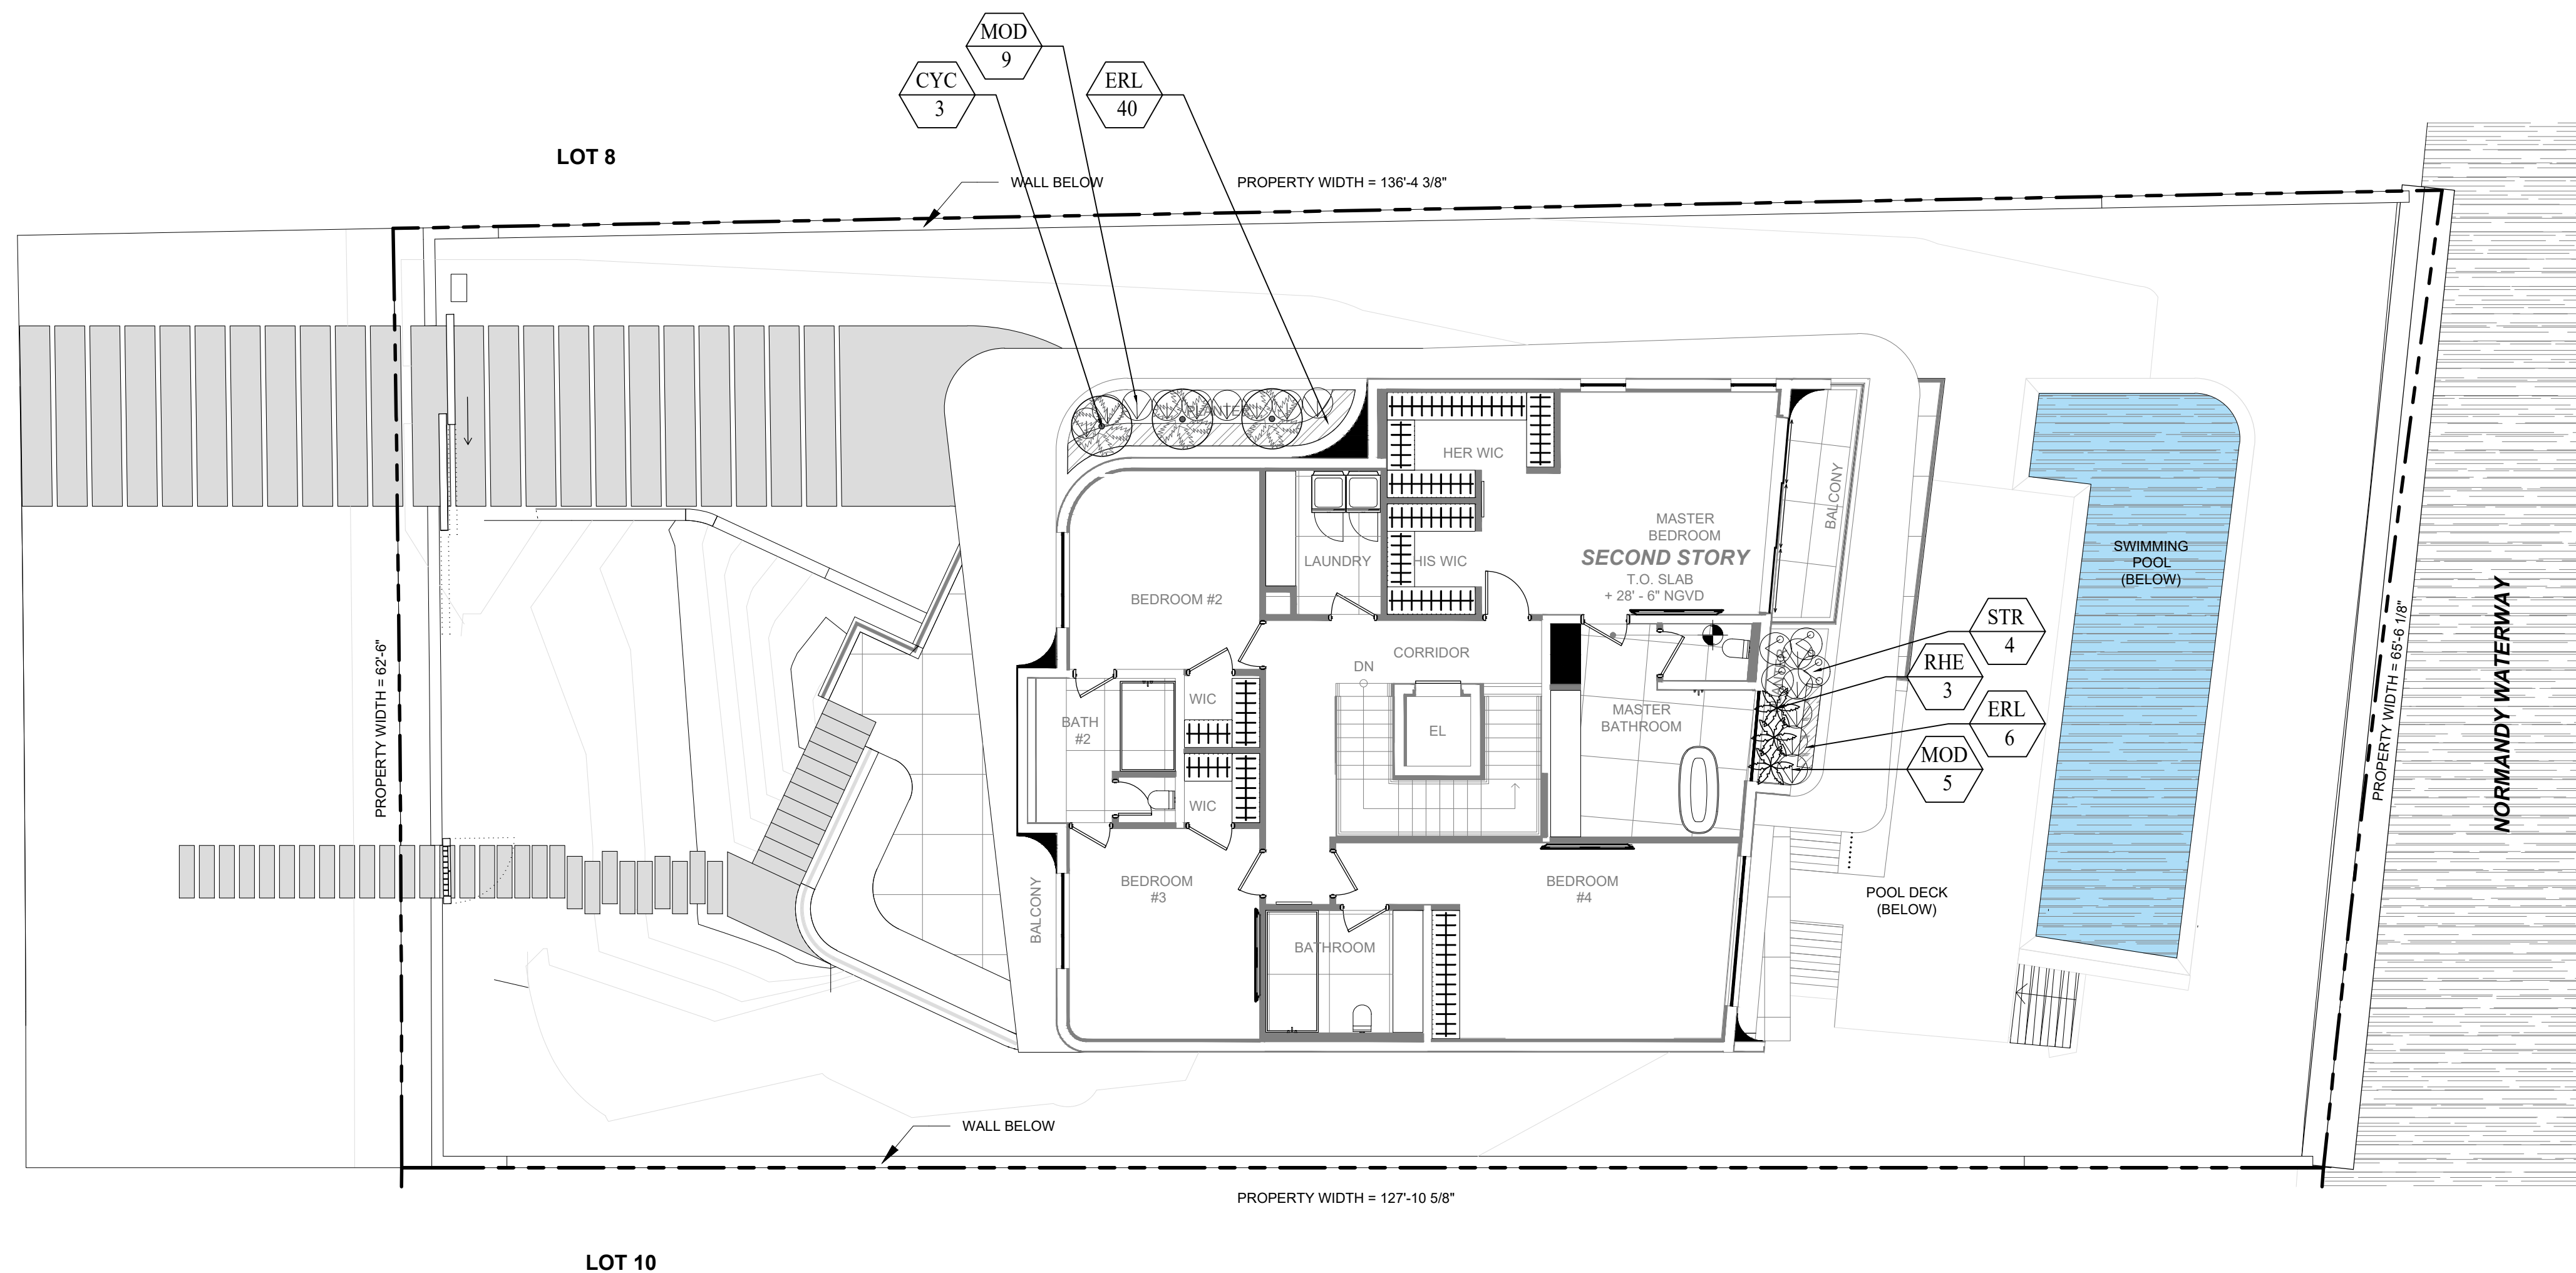 MOD
9
CYC
3
ERL
40
LOT 8
WALL BELOW
PROPERTY WIDTH = 136'-4 3/8"
PLANTER
HER WIC
BALCONY
MASTER
BEDROOM
SECOND STORY
T.O. SLAB
+ 28' - 6" NGVD
LAUNDRY
HIS WIC
BEDROOM #2
SWIMMING
POOL
(BELOW)
NORMANDY WATERWAY
PROPERTY WIDTH = 65'-6 1/8"
PROPERTY WIDTH = 62'-6"
STR
4
RHE
3
ERL
6
MOD
5
CORRIDOR
DN
EL
WIC
BATH
#2
MASTER
BATHROOM
WIC
BEDROOM
#3
BEDROOM
#4
BALCONY
BATHROOM
POOL DECK
(BELOW)
WALL BELOW
PROPERTY WIDTH = 127'-10 5/8"
LOT 10